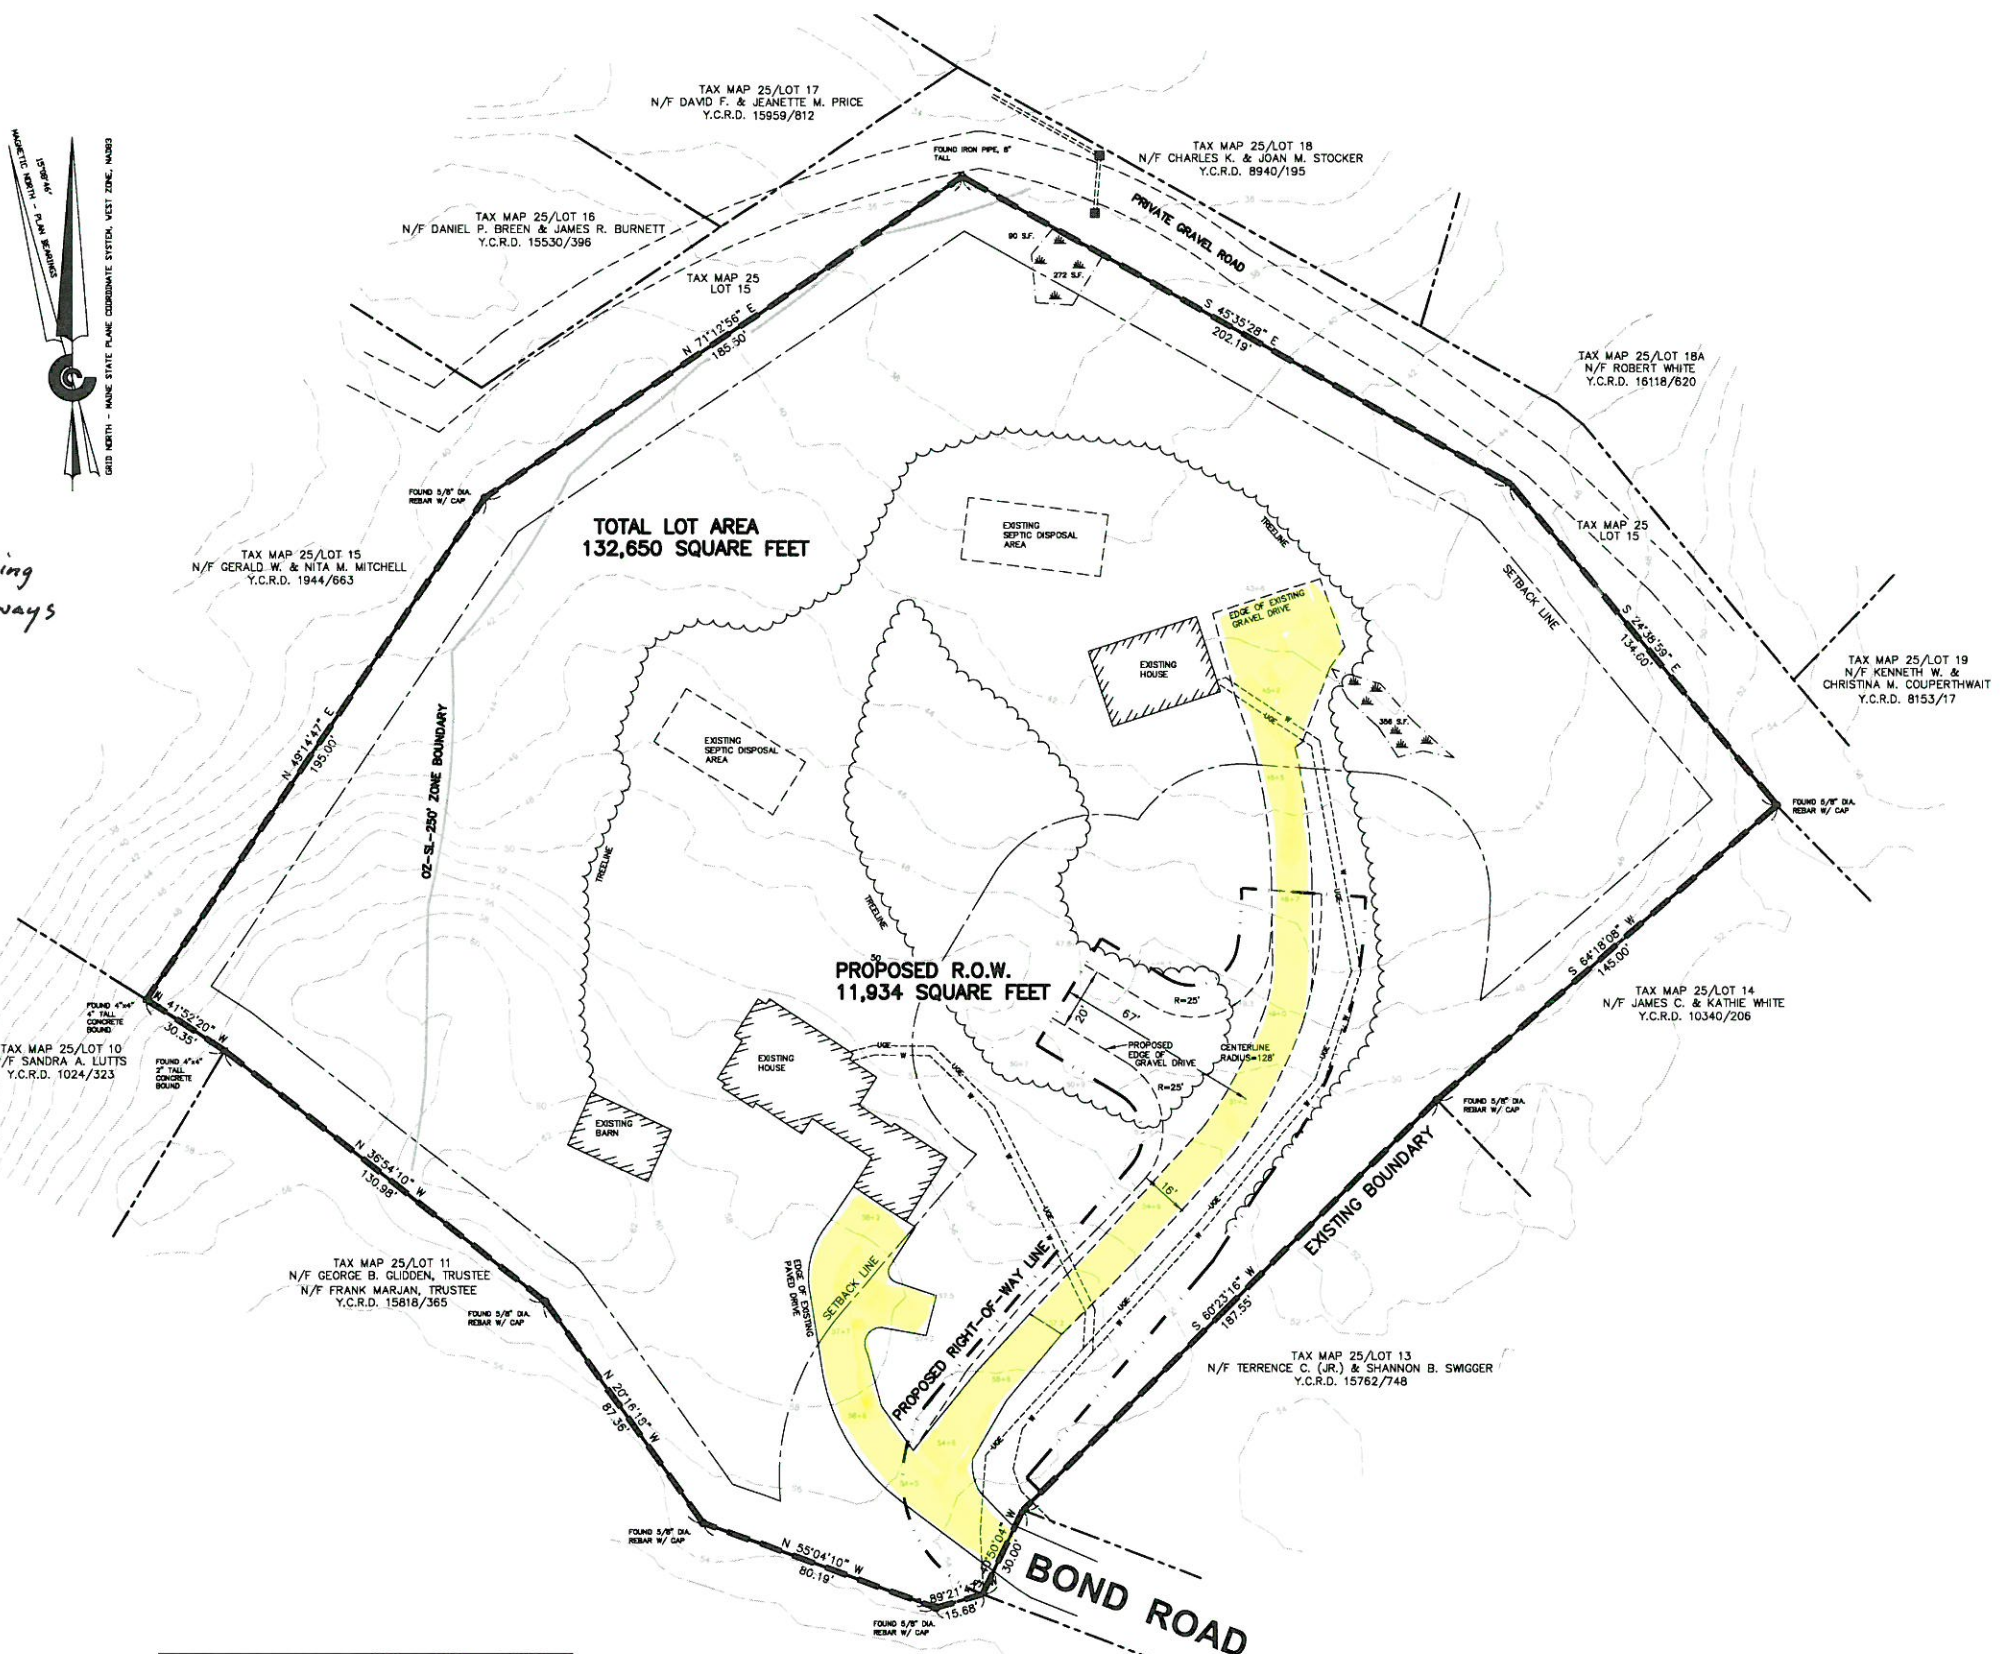 TAX MAP 25/LOT 17
N/F DAVID F. & JEANETTE M. PRICE
Y.C.R.D. 15959/812
TAX MAP 25/LOT 18
N/F CHARLES K. & JOAN M. STOCKER
Y.C.R.D. 8940/195
FOUND IRON PIPE, 8"
TALL
PRIVATE GRAVEL ROAD
MAGNETIC NORTH - PLAN BEARINGS
GRID NORTH - MAINE STATE PLANE COORDINATE SYSTEM, WEST ZONE, NAD83
TAX MAP 25/LOT 16
N/F DANIEL P. BREEN & JAMES R. BURNETT
Y.C.R.D. 15530/396
TAX MAP 25
LOT 15
90 S.F.
272 S.F.
N 71°12'56" E
185.50'
S 45°35'28" E
202.19'
TAX MAP 25/LOT 18A
N/F ROBERT WHITE
Y.C.R.D. 16118/620
FOUND 5/8" DIA.
REBAR W/ CAP
TOTAL LOT AREA
132,650 SQUARE FEET
EXISTING
SEPTIC DISPOSAL
AREA
TREELINE
TAX MAP 25
LOT 15
SETBACK LINE
TAX MAP 25/LOT 15
N/F GERALD W. & NITA M. MITCHELL
Y.C.R.D. 1944/663
ing
ways
EDGE OF EXISTING
GRAVEL DRIVE
S 24°38'59" E
134.60'
EXISTING
HOUSE
UGE
W
TAX MAP 25/LOT 19
N/F KENNETH W. &
CHRISTINA M. COUPERTHWAIT
Y.C.R.D. 8153/17
N 49°14'47" E
195.00'
OZ-SL-250' ZONE BOUNDARY
EXISTING
SEPTIC DISPOSAL
AREA
FOUND 5/8" DIA.
REBAR W/ CAP
TREELINE
TREELINE
UGE
W
PROPOSED R.O.W.
11,934 SQUARE FEET
50
R=25'
67'
20'
PROPOSED
EDGE OF
GRAVEL DRIVE
CENTERLINE
RADIUS=128'
R=25'
S 64°18'08" W
145.00'
TAX MAP 25/LOT 14
N/F JAMES C. & KATHIE WHITE
Y.C.R.D. 10340/206
FOUND 4"x4"
4" TALL
CONCRETE
BOUND
N 41°52'20" W
30.35'
TAX MAP 25/LOT 10
/F SANDRA A. LUTTS
Y.C.R.D. 1024/323
FOUND 4"x4"
2" TALL
CONCRETE
BOUND
EXISTING
HOUSE
EXISTING
BARN
UGE
W
FOUND 5/8" DIA.
REBAR W/ CAP
N 36°54'10" W
130.98'
16'
EXISTING BOUNDARY
TAX MAP 25/LOT 11
N/F GEORGE B. GLIDDEN, TRUSTEE
N/F FRANK MARJAN, TRUSTEE
Y.C.R.D. 15818/365
FOUND 5/8" DIA.
REBAR W/ CAP
EDGE OF EXISTING
PAVED DRIVE
SETBACK LINE
PROPOSED RIGHT-OF-WAY LINE
S 60°23'16" W
187.55'
TAX MAP 25/LOT 13
N/F TERRENCE C. (JR.) & SHANNON B. SWIGGER
Y.C.R.D. 15762/748
N 20°16'18" W
87.36'
UGE
W
FOUND 5/8" DIA.
REBAR W/ CAP
N 55°04'10" W
80.19'
15.68'
30.00'
FOUND 5/8" DIA.
REBAR W/ CAP
BOND ROAD